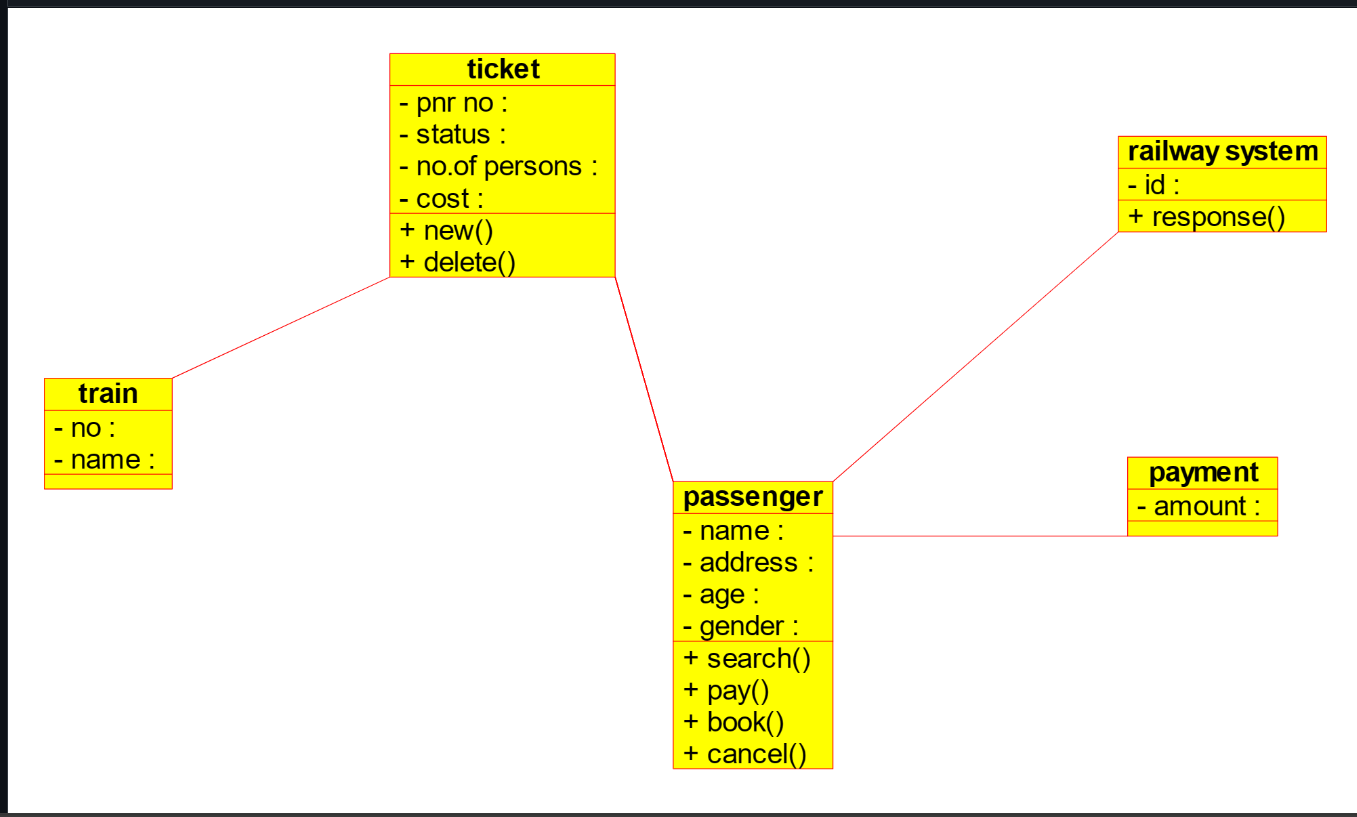 ticket
- pnr no :
- status :
- no.of persons :
- cost :
+ new()
+ delete()
railway system
- id :
+ response()
train
- no :
- name :
passenger
- name :
- address :
- age :
- gender :
+ search()
+ pay()
+ book()
+ cancel()
payment
- amount :